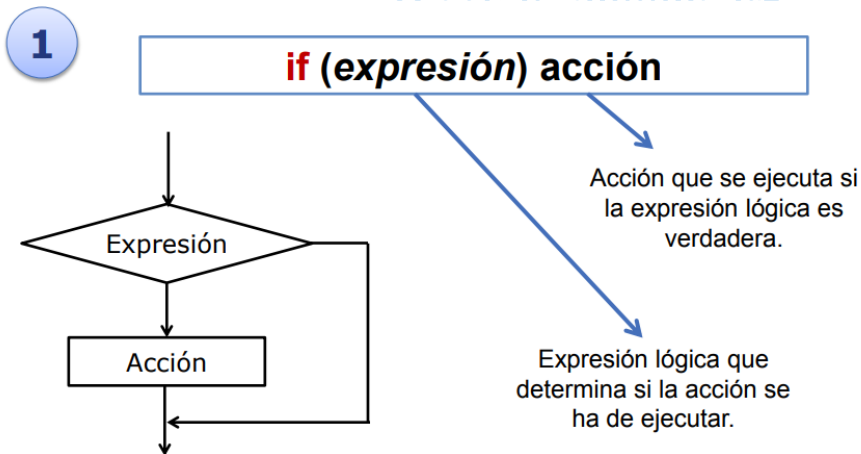 1
if (expresión) acción
Acción que se ejecuta si
la expresión lógica es
verdadera.
Expresión
Acción
Expresión lógica que
determina si la acción se
ha de ejecutar.